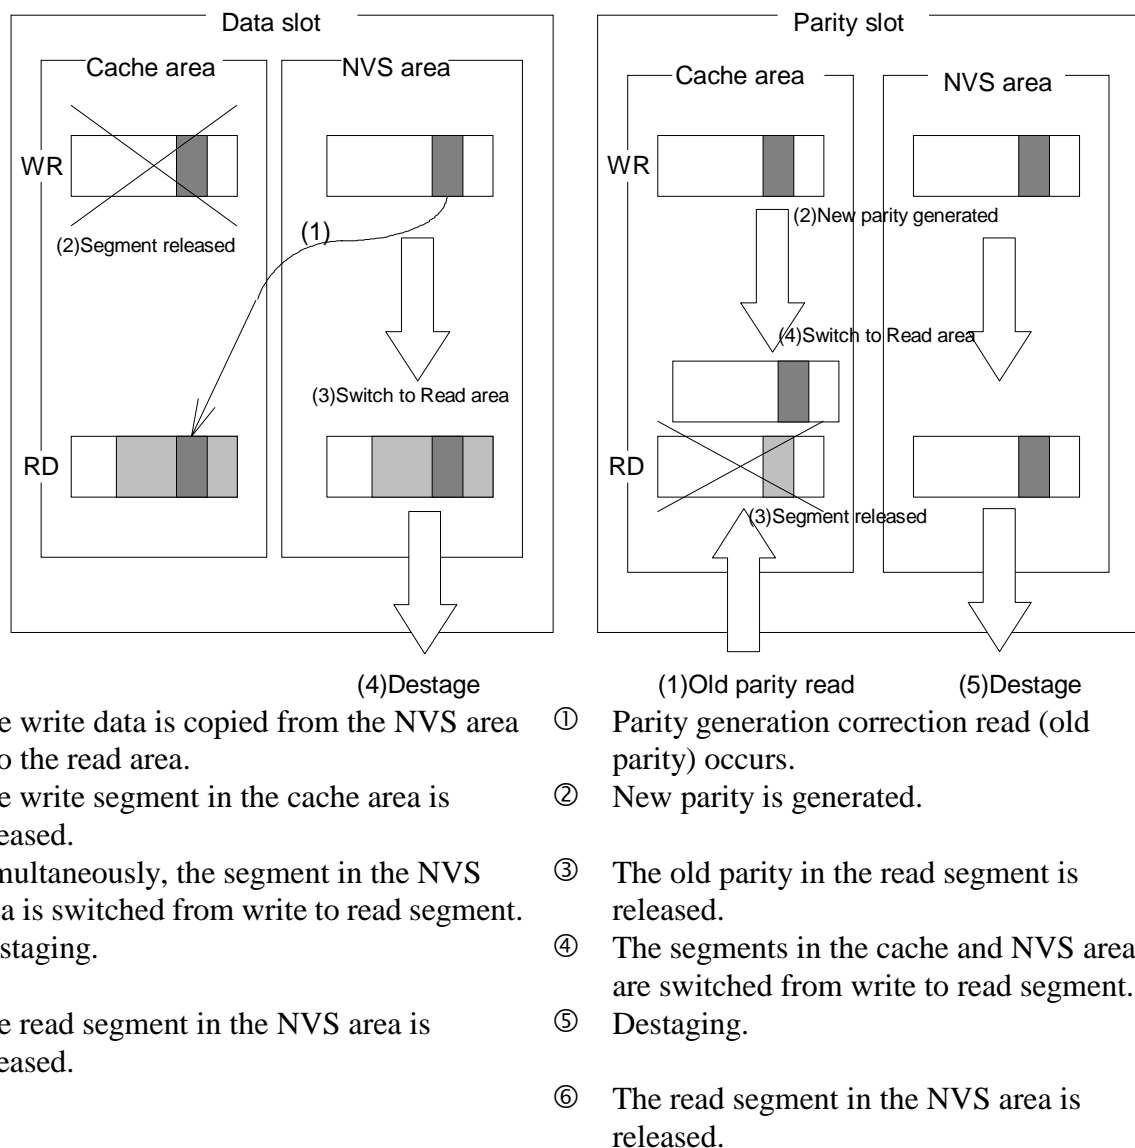 Data slot
Cache area
NVS area
WR
(2)Segment released
(1)
(3)Switch to Read area
RD
(4)Destage
Parity slot
Cache area
NVS area
WR
(2)New parity generated
(4)Switch to Read area
RD
(3)Segment released
(1)Old parity read
(5)Destage
e write data is copied from the NVS area
o the read area.
e write segment in the cache area is
eased.
multaneously, the segment in the NVS
a is switched from write to read segment.
staging.
e read segment in the NVS area is
eased.
① Parity generation correction read (old
parity) occurs.
② New parity is generated.
③ The old parity in the read segment is
released.
④ The segments in the cache and NVS area
are switched from write to read segment.
⑤ Destaging.
⑥ The read segment in the NVS area is
released.